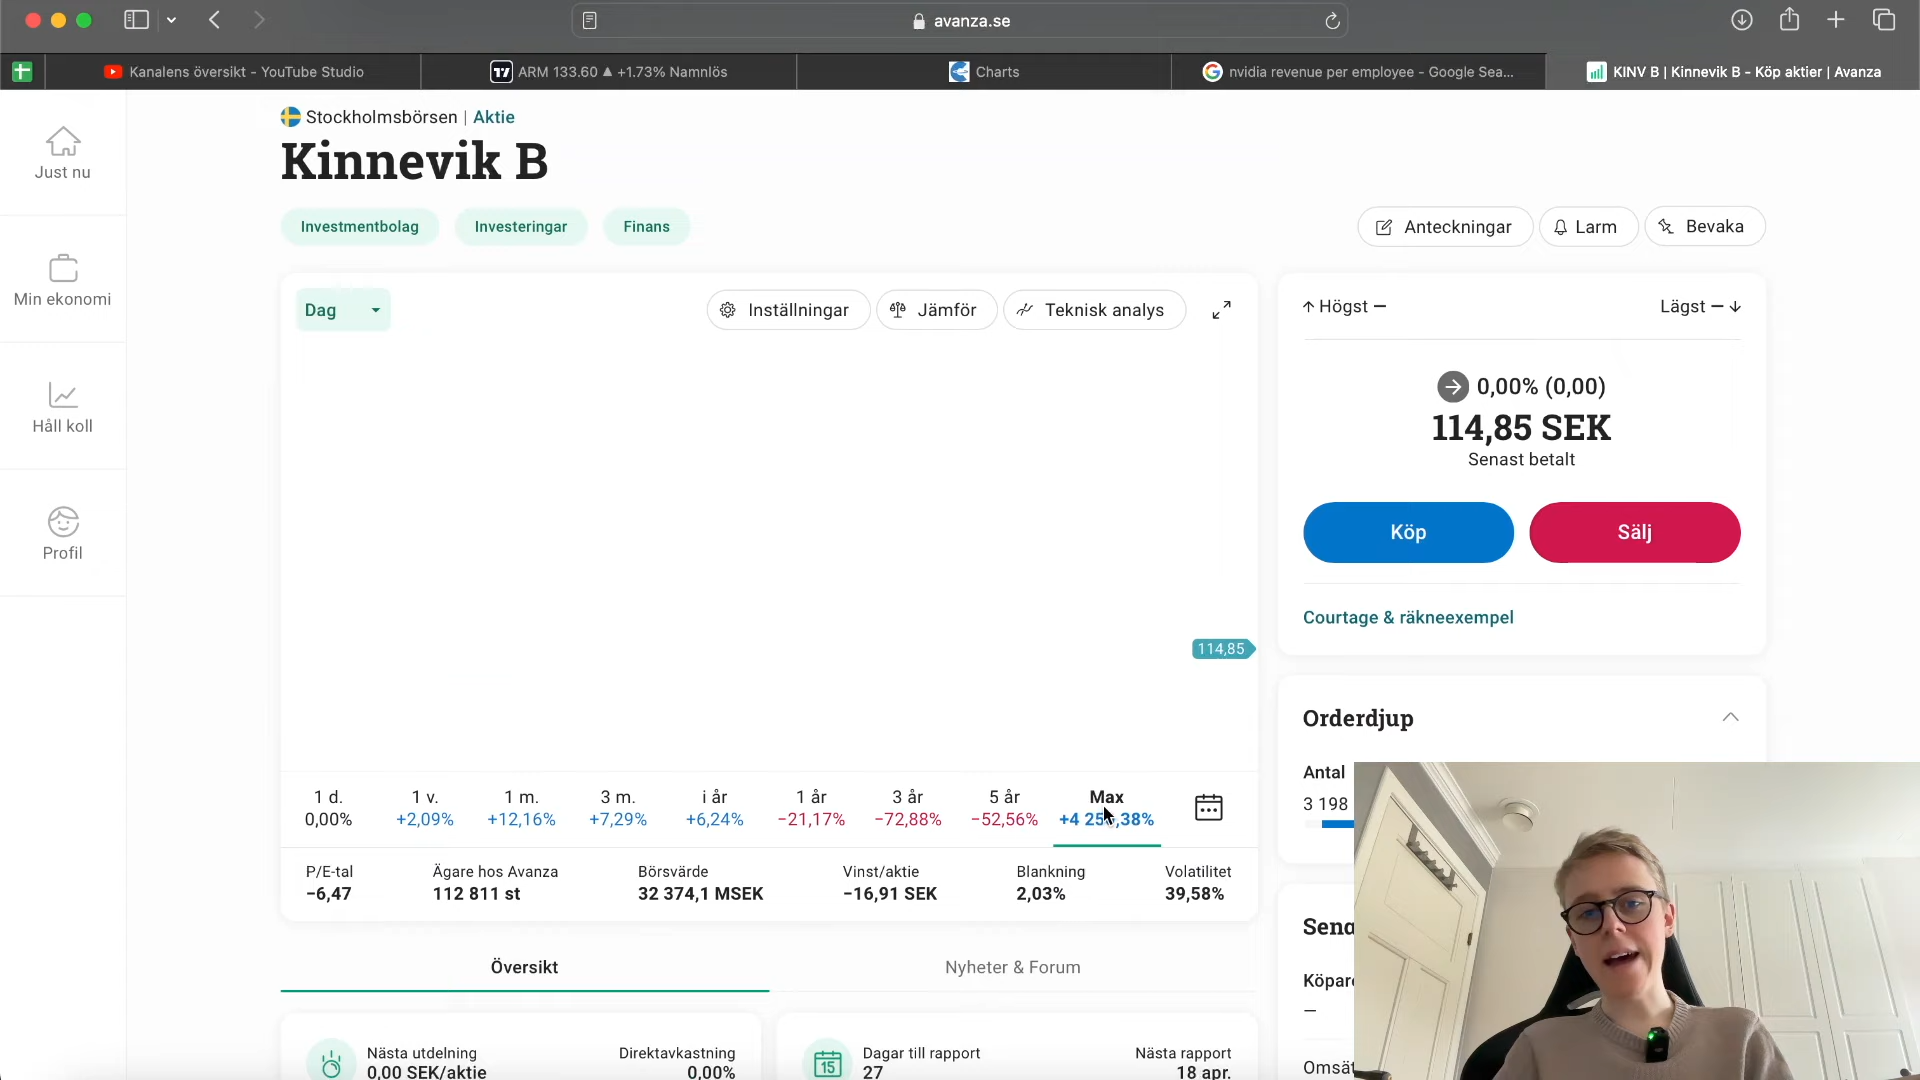 avanza.se
Kanalens översikt - YouTube Studio
ARM 133.60 ▲ +1.73% Namnlös
Charts
nvidia revenue per employee - Google Sea...
KINV B | Kinnevik B - Köp aktier | Avanza
Just nu
Min ekonomi
Håll koll
Profil
Stockholmsbörsen | Aktie
Kinnevik B
Investmentbolag
Investeringar
Finans
Anteckningar
Larm
Bevaka
Dag
Inställningar
Jämför
Teknisk analys
114,85
1 d. 1 v. 1 m. 3 m. i år 1 år 3 år 5 år Max
0,00% +2,09% +12,16% +7,29% +6,24% -21,17% -72,88% -52,56%
P/E-tal Ägare hos Avanza Börsvärde Vinst/aktie Blankning Volatilitet
-6,47 112 811 st 32 374,1 MSEK -16,91 SEK 2,03% 39,58%
Översikt
Nyheter & Forum
Nästa utdelning Direktavkastning
0,00 SEK/aktie 0,00%
15
Dagar till rapport Nästa rapport
27 18 apr.
↑ Högst – Lägst – ↓
0,00% (0,00)
114,85 SEK
Senast betalt
Köp
Sälj
Courtage & räkneexempel
Orderdjup
Antal
3 198